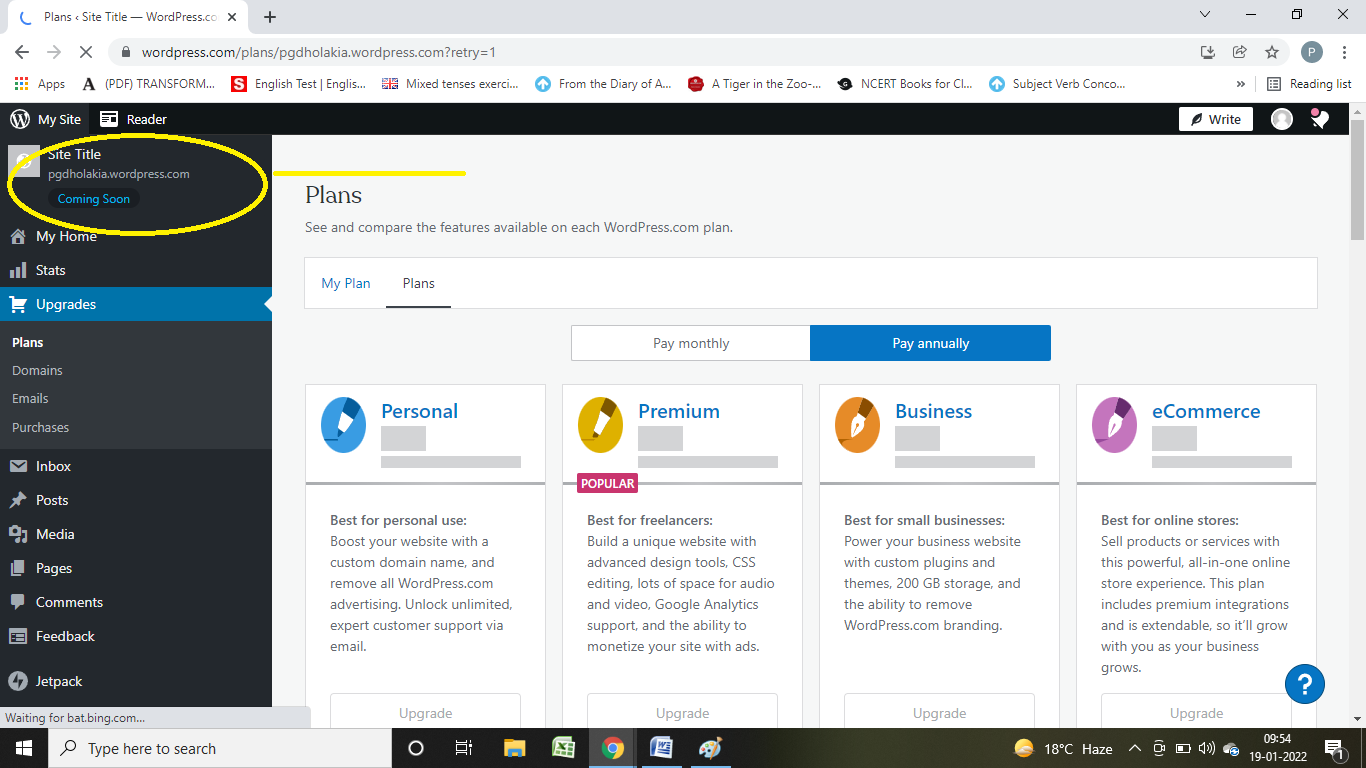 Plans ‹ Site Title — WordPress.co
wordpress.com/plans/pgdholakia.wordpress.com?retry=1
P
Apps
(PDF) TRANSFORM...
English Test | Englis...
Mixed tenses exerci...
From the Diary of A...
A Tiger in the Zoo-...
NCERT Books for Cl...
Subject Verb Conco...
»
Reading list
My Site
Reader
Write
Site Title
pgdholakia.wordpress.com
Coming Soon
My Home
Stats
Upgrades
Plans
Domains
Emails
Purchases
Inbox
Posts
Media
Pages
Comments
Feedback
Jetpack
Waiting for bat.bing.com...
Plans
See and compare the features available on each WordPress.com plan.
My Plan
Plans
Pay monthly
Pay annually
Personal
Best for personal use:
Boost your website with a
custom domain name, and
remove all WordPress.com
advertising. Unlock unlimited,
expert customer support via
email.
Upgrade
Premium
POPULAR
Best for freelancers:
Build a unique website with
advanced design tools, CSS
editing, lots of space for audio
and video, Google Analytics
support, and the ability to
monetize your site with ads.
Upgrade
Business
Best for small businesses:
Power your business website
with custom plugins and
themes, 200 GB storage, and
the ability to remove
WordPress.com branding.
Upgrade
eCommerce
Best for online stores:
Sell products or services with
this powerful, all-in-one online
store experience. This plan
includes premium integrations
and is extendable, so it’ll grow
with you as your business
grows.
Upgrade
?
Type here to search
18°C Haze
09:54
19-01-2022
1